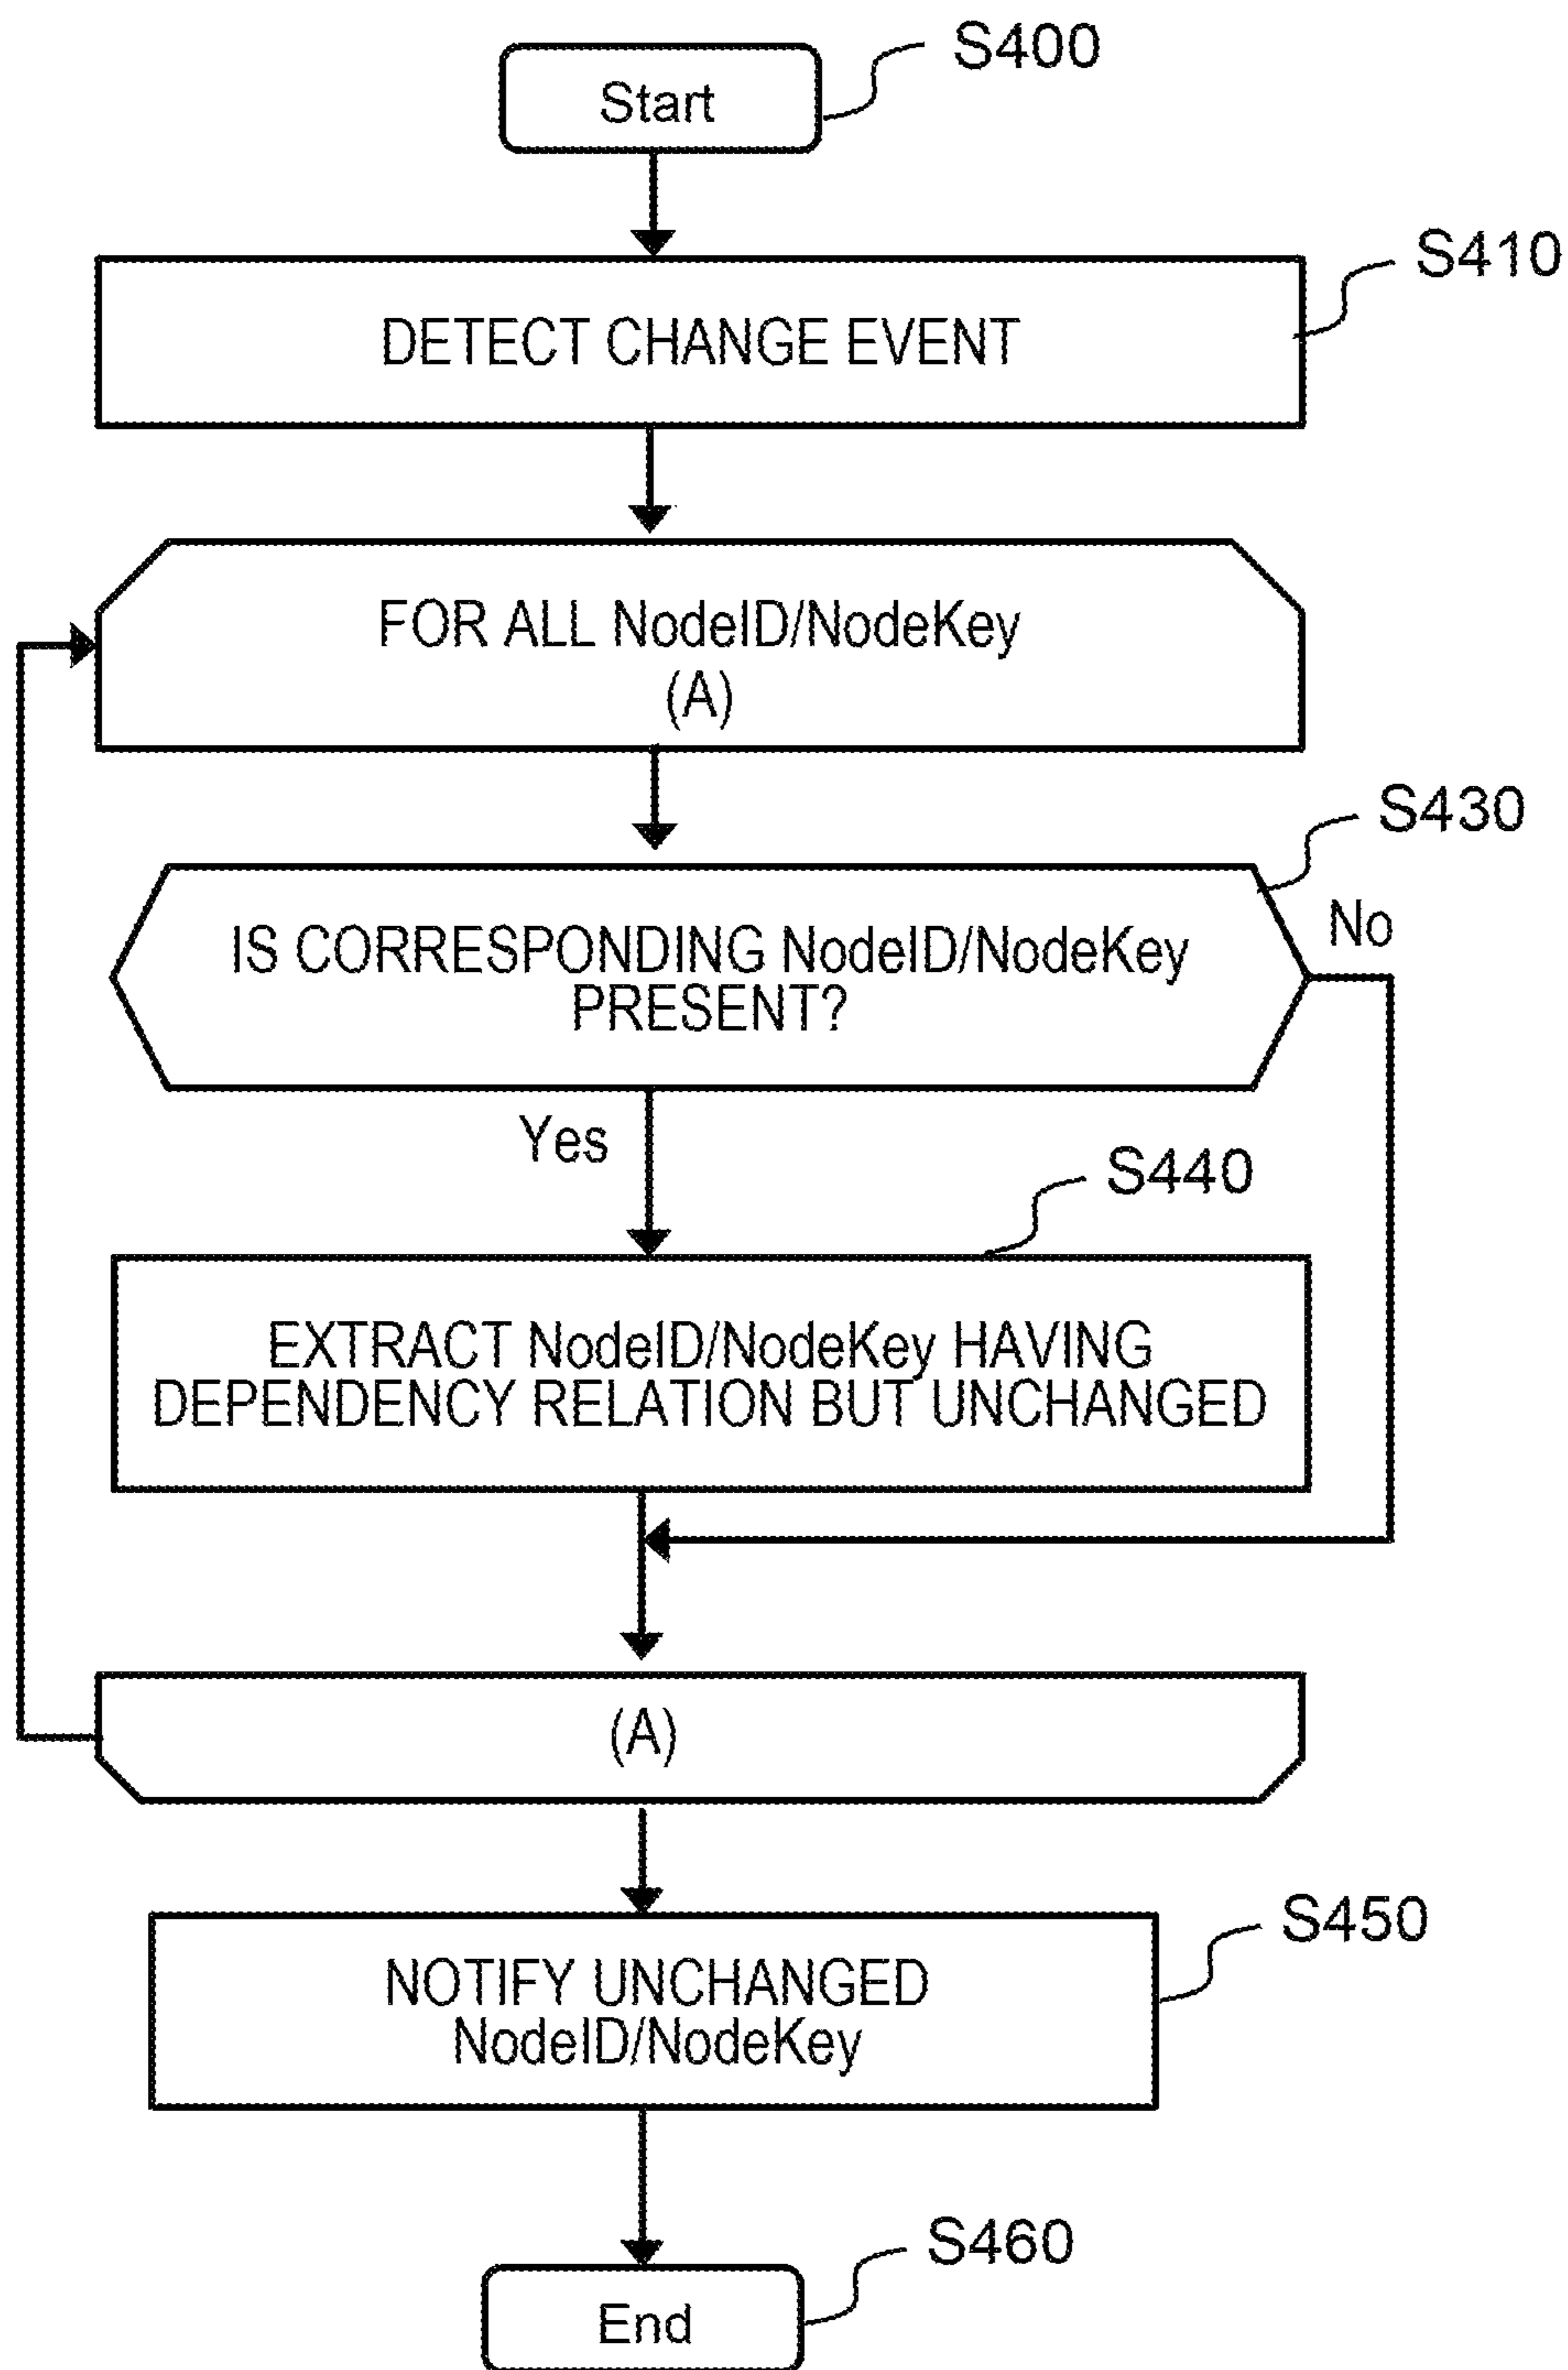 S400
Start
S410
DETECT CHANGE EVENT
FOR ALL NodeID/NodeKey
(A)
S430
No
IS CORRESPONDING NodeID/NodeKey
PRESENT?
Yes
S440
EXTRACT NodeID/NodeKey HAVING
DEPENDENCY RELATION BUT UNCHANGED
(A)
S450
NOTIFY UNCHANGED
NodeID/NodeKey
S460
End